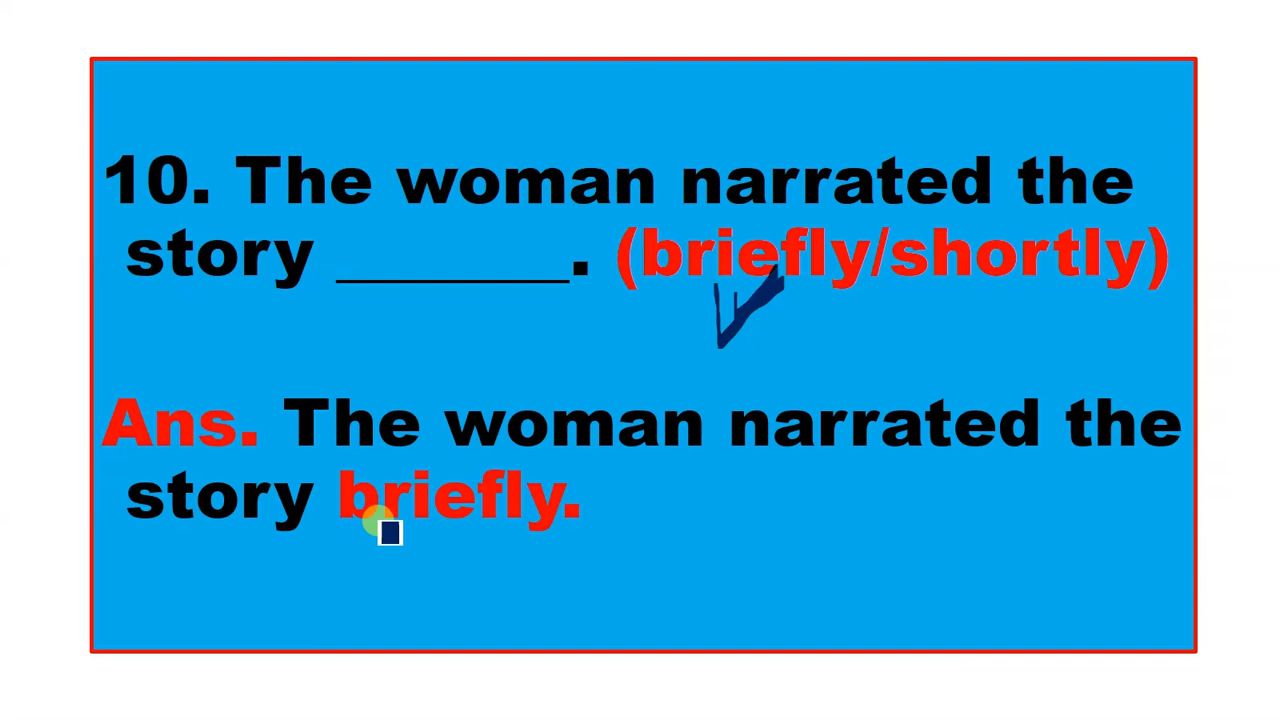 10. The woman narrated the
story ________. (briefly/shortly)
Ans. The woman narrated the
story briefly.